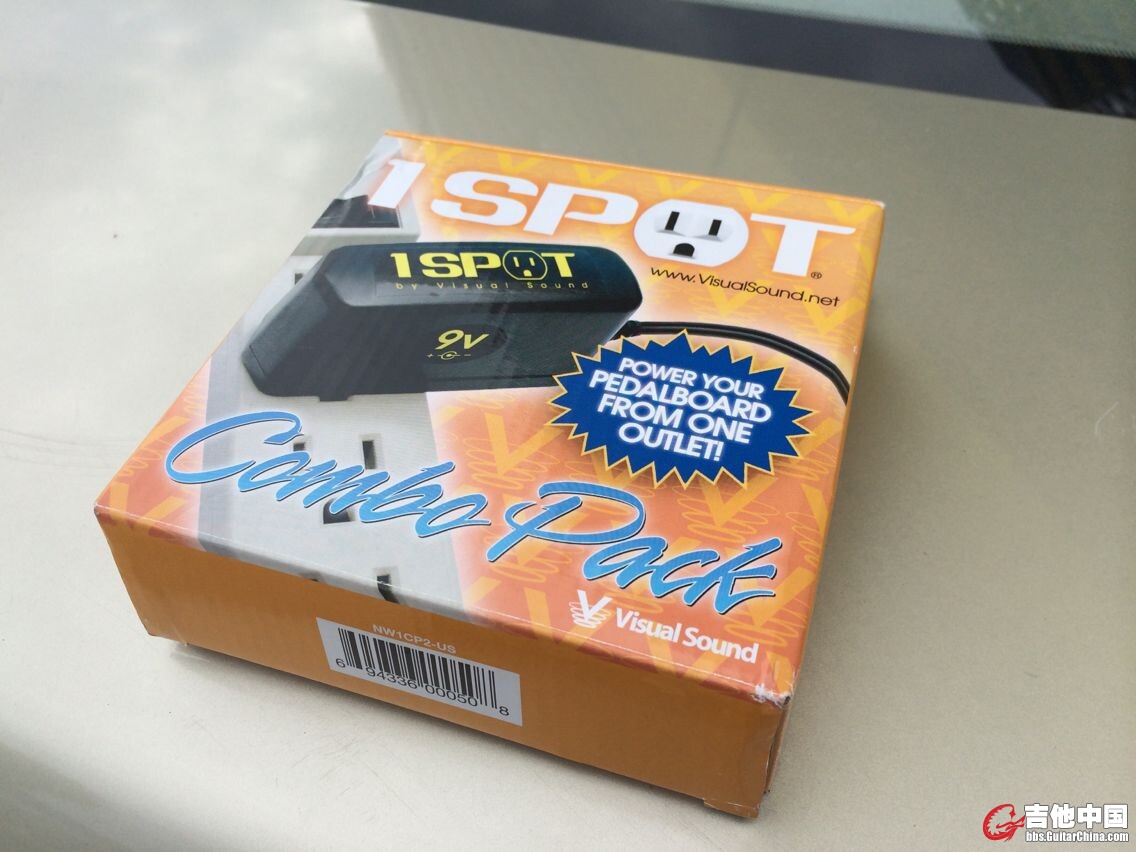 1 SPOT®
www.VisualSound.net
1 SPOT
by Visual Sound
9V
POWER YOUR
PEDALBOARD
FROM ONE
OUTLET!
Combo Pack
Visual Sound
NW1CP2-US
6 94336 00050 8
吉他中国
bbs.GuitarChina.com